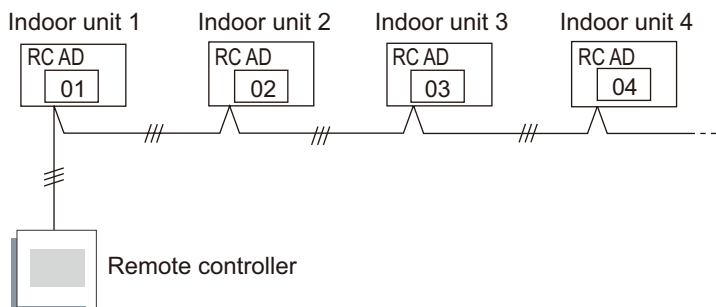 Indoor unit 1 Indoor unit 2 Indoor unit 3 Indoor unit 4
RC AD RC AD RC AD RC AD
01 02 03 04
Remote controller